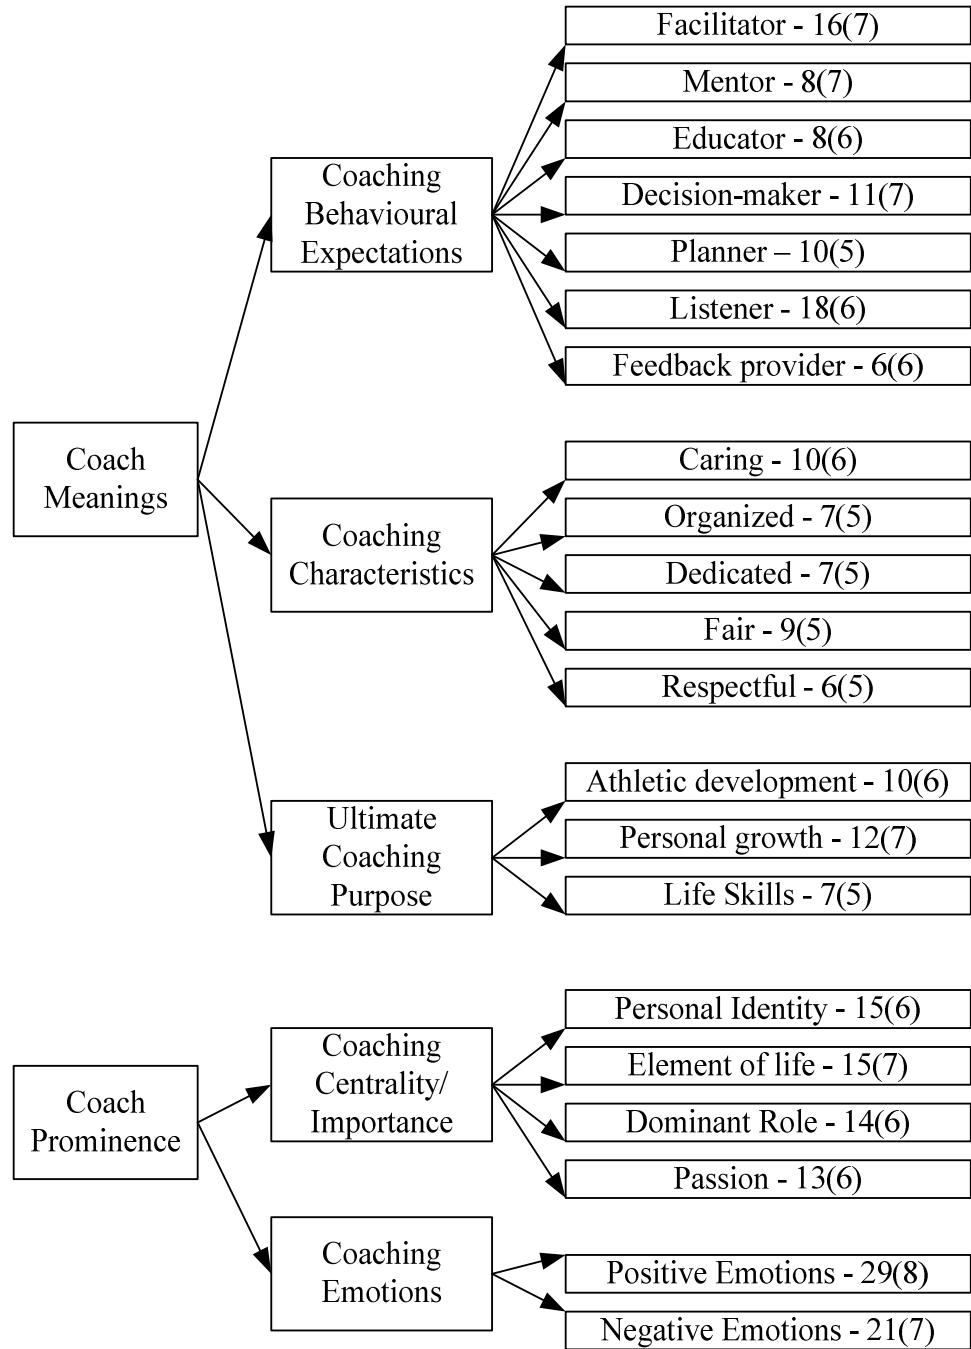 Facilitator - 16(7)
Mentor - 8(7)
Educator - 8(6)
Decision-maker - 11(7)
Planner – 10(5)
Listener - 18(6)
Feedback provider - 6(6)
Coaching
Behavioural
Expectations
Coach
Meanings
Caring - 10(6)
Organized - 7(5)
Dedicated - 7(5)
Fair - 9(5)
Respectful - 6(5)
Coaching
Characteristics
Athletic development - 10(6)
Personal growth - 12(7)
Life Skills - 7(5)
Ultimate
Coaching
Purpose
Personal Identity - 15(6)
Element of life - 15(7)
Dominant Role - 14(6)
Passion - 13(6)
Coaching
Centrality/
Importance
Coach
Prominence
Coaching
Emotions
Positive Emotions - 29(8)
Negative Emotions - 21(7)